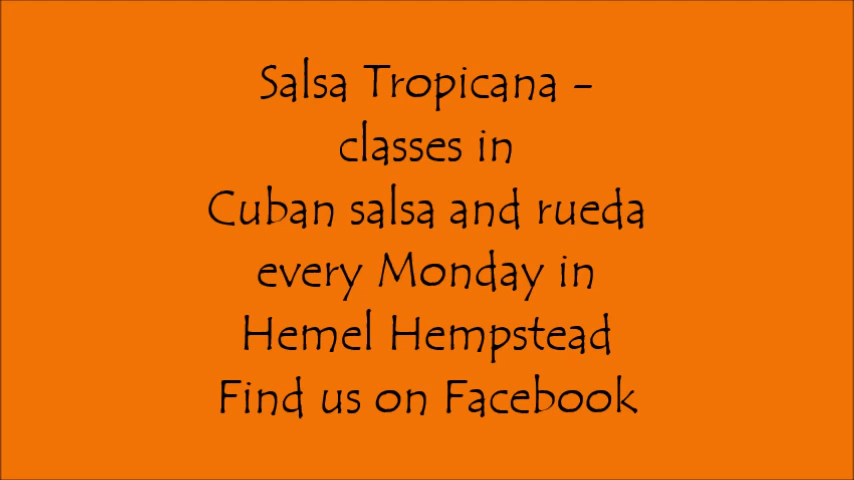 Salsa Tropicana -
classes in
Cuban salsa and rueda
every Monday in
Hemel Hempstead
Find us on Facebook